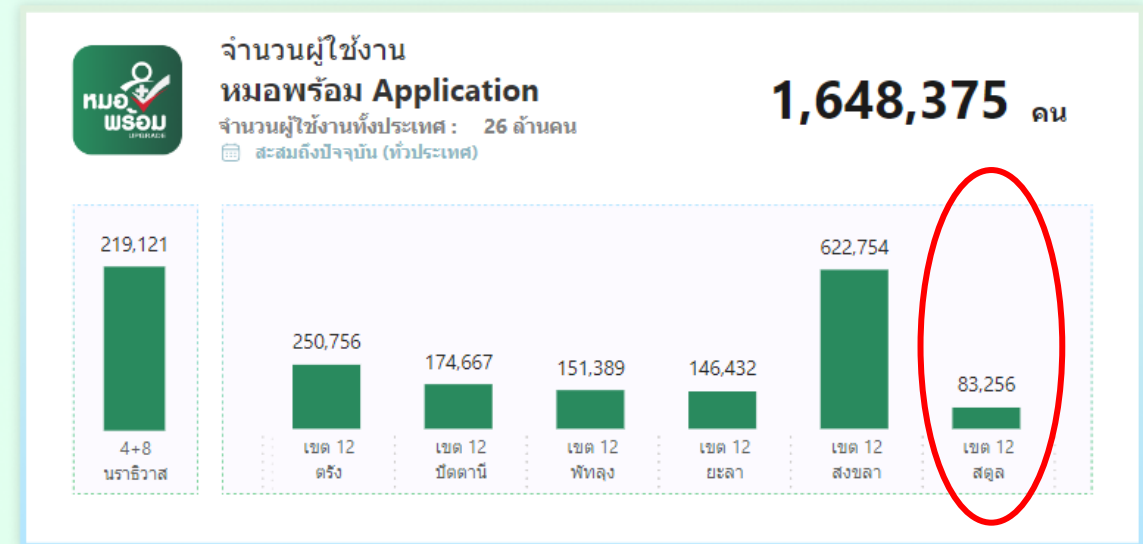 หมอ
พร้อม
UPGRADE
จำนวนผู้ใช้งาน
หมอพร้อม Application
จำนวนผู้ใช้งานทั้งประเทศ : 26 ล้านคน
สะสมถึงปัจจุบัน (ทั่วประเทศ)
1,648,375 คน
219,121
4+8
นราธิวาส
250,756
เขต 12
ตรัง
174,667
เขต 12
ปัตตานี
151,389
เขต 12
พัทลุง
146,432
เขต 12
ยะลา
622,754
เขต 12
สงขลา
83,256
เขต 12
สตูล